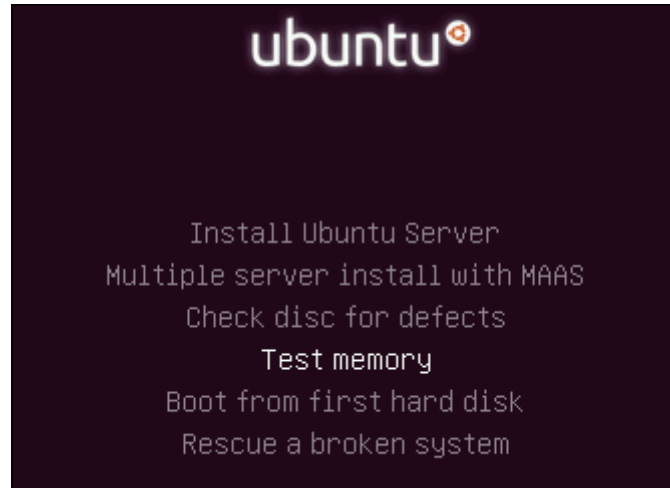 ubuntu
Install Ubuntu Server
Multiple server install with MAAS
Check disc for defects
Test memory
Boot from first hard disk
Rescue a broken system